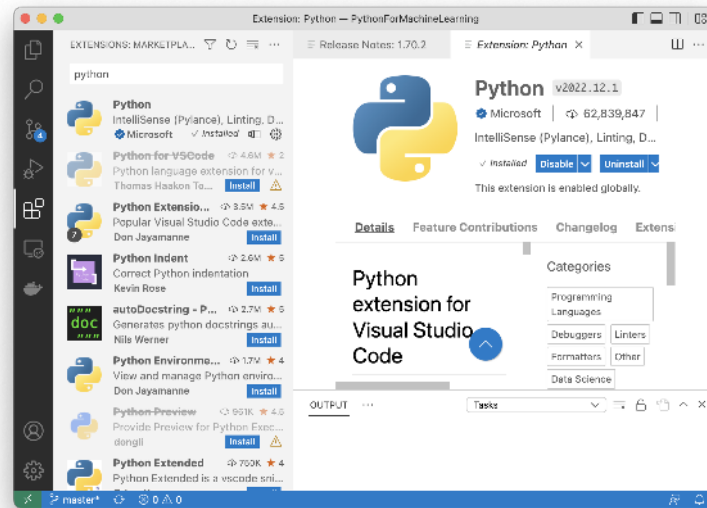 Extension: Python — PythonForMachineLearning
EXTENSIONS: MARKETPLA...
python
Python
IntelliSense (Pylance), Linting, D...
Microsoft
Installed
Python for VSCode 4.6M 2
Python language extension for v...
Thomas Haakon To... Install
Python Extensio... 3.5M 4.5
Popular Visual Studio Code exte...
Don Jayamanne Install
7
Python Indent 2.6M 5
Correct Python indentation
Kevin Rose Install
autoDocstring - P... 2.7M 5
Generates python docstrings au...
Nils Werner Install
doc
Python Environme... 1.7M 4
View and manage Python enviro...
Don Jayamanne Install
Python Preview 961K 4.5
Provide Preview for Python Exec...
dongli Install
Python Extended 760K 4
Python Extended is a vscode sni...
4
Release Notes: 1.70.2
Extension: Python
Python v2022.12.1
Microsoft 62,839,847
IntelliSense (Pylance), Linting, D...
Installed Disable Uninstall
This extension is enabled globally.
Details Feature Contributions Changelog Extensi
Python
extension for
Visual Studio
Code
Categories
Programming
Languages
Debuggers Linters
Formatters Other
Data Science
OUTPUT ... Tasks
master* 0 0